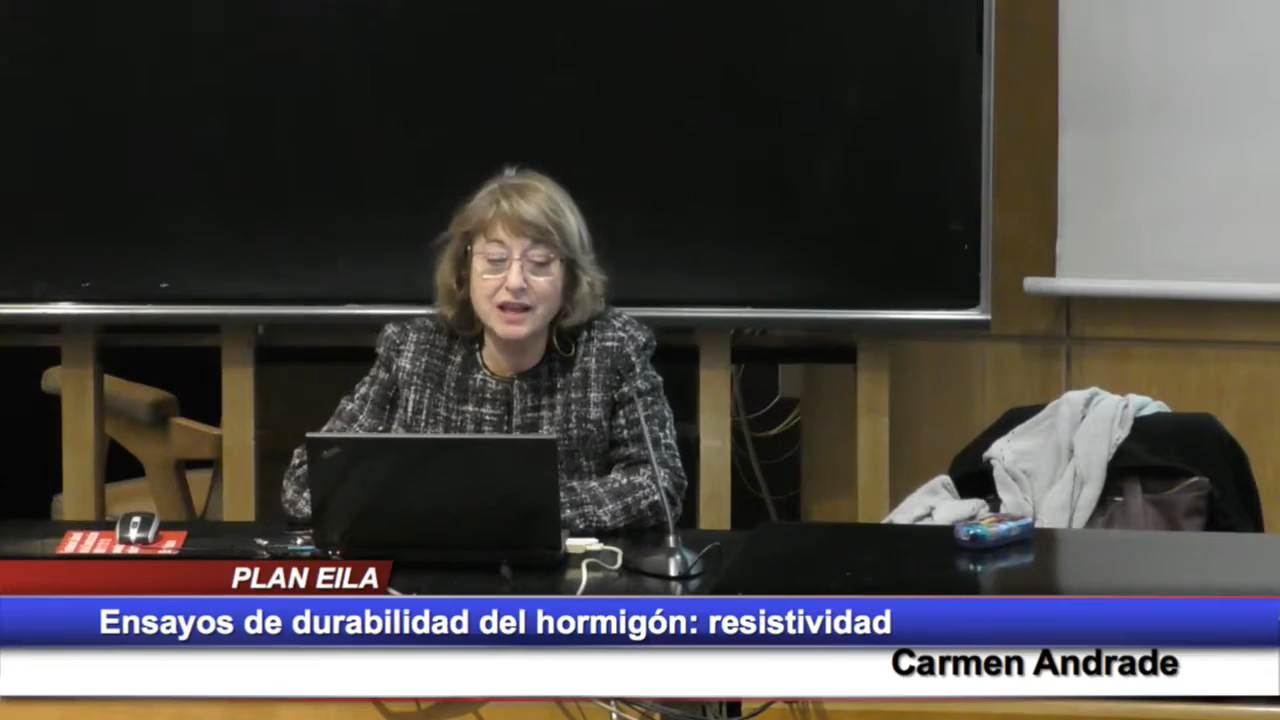 PLAN EILA
Ensayos de durabilidad del hormigón: resistividad
Carmen Andrade